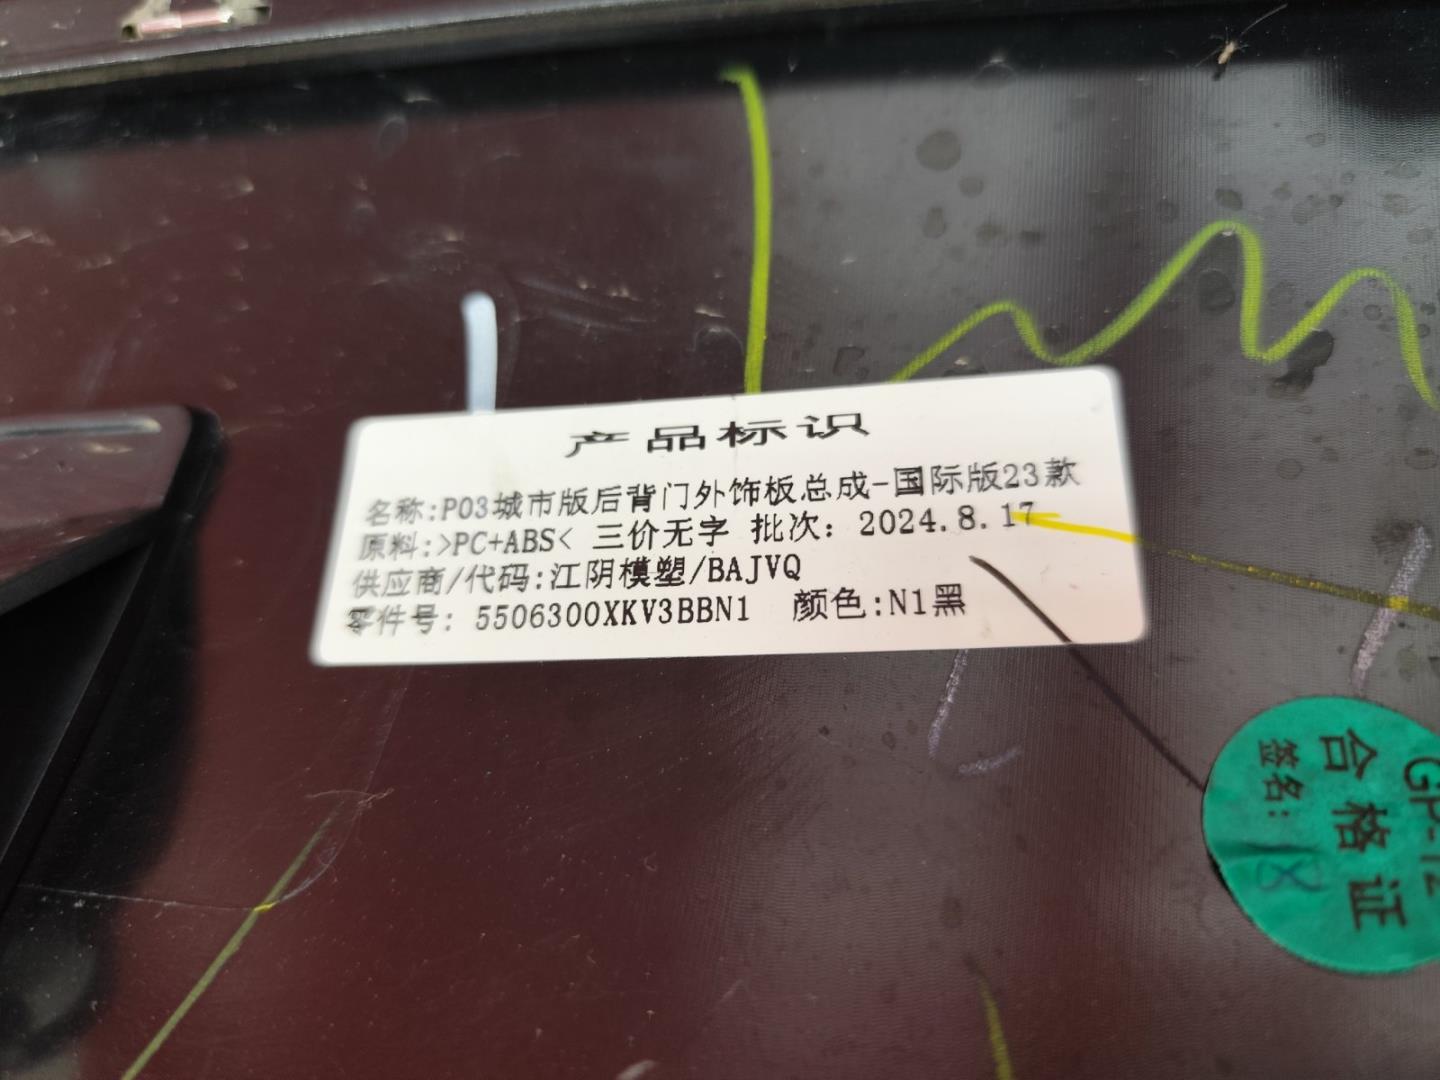 产品标识
名称:P03城市版后背门外饰板总成-国际版23款
原料:>PC+ABS< 三价无字 批次: 2024.8.17
供应商/代码:江阴模塑/BAJVQ
零件号: 5506300XKV3BBN1 颜色:N1黑
GP-12
合格证
签名: 18